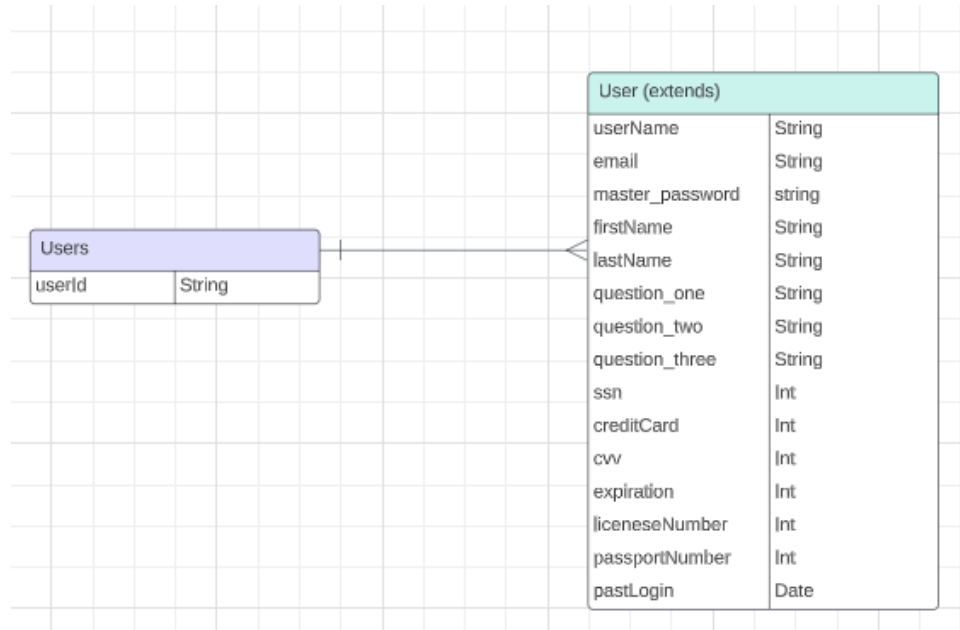 Users
userId String
User (extends)
userName String
email String
master_password string
firstName String
lastName String
question_one String
question_two String
question_three String
ssn Int
creditCard Int
cvv Int
expiration Int
liceneseNumber Int
passportNumber Int
pastLogin Date